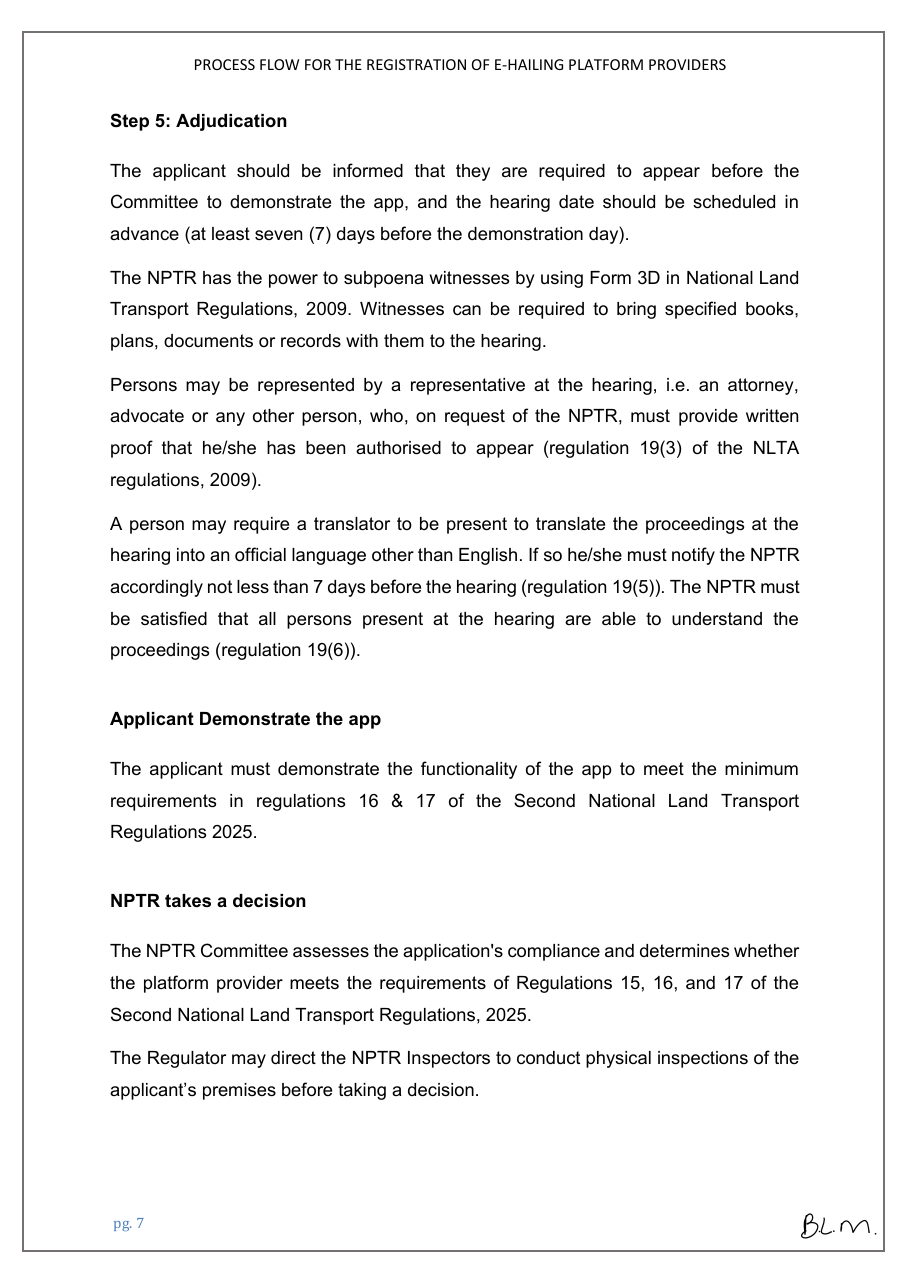 PROCESS FLOW FOR THE REGISTRATION OF E-HAILING PLATFORM PROVIDERS
Step 5: Adjudication
The applicant should be informed that they are required to appear before the
Committee to demonstrate the app, and the hearing date should be scheduled in
advance (at least seven (7) days before the demonstration day).
The NPTR has the power to subpoena witnesses by using Form 3D in National Land
Transport Regulations, 2009. Witnesses can be required to bring specified books,
plans, documents or records with them to the hearing.
Persons may be represented by a representative at the hearing, i.e. an attorney,
advocate or any other person, who, on request of the NPTR, must provide written
proof that he/she has been authorised to appear (regulation 19(3) of the NLTA
regulations, 2009).
A person may require a translator to be present to translate the proceedings at the
hearing into an official language other than English. If so he/she must notify the NPTR
accordingly not less than 7 days before the hearing (regulation 19(5)). The NPTR must
be satisfied that all persons present at the hearing are able to understand the
proceedings (regulation 19(6)).
Applicant Demonstrate the app
The applicant must demonstrate the functionality of the app to meet the minimum
requirements in regulations 16 & 17 of the Second National Land Transport
Regulations 2025.
NPTR takes a decision
The NPTR Committee assesses the application's compliance and determines whether
the platform provider meets the requirements of Regulations 15, 16, and 17 of the
Second National Land Transport Regulations, 2025.
The Regulator may direct the NPTR Inspectors to conduct physical inspections of the
applicant’s premises before taking a decision.
pg. 7
B.L.M.